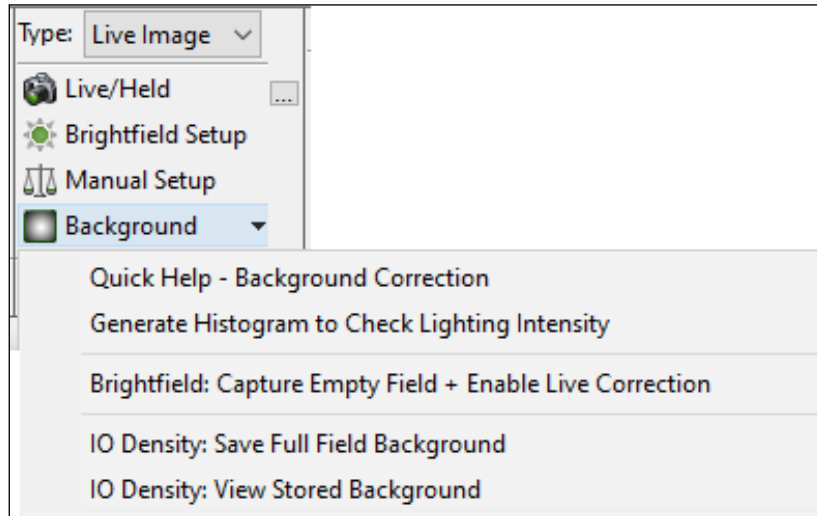 Type: Live Image
Live/Held ...
Brightfield Setup
Manual Setup
Background
Quick Help - Background Correction
Generate Histogram to Check Lighting Intensity
Brightfield: Capture Empty Field + Enable Live Correction
IO Density: Save Full Field Background
IO Density: View Stored Background